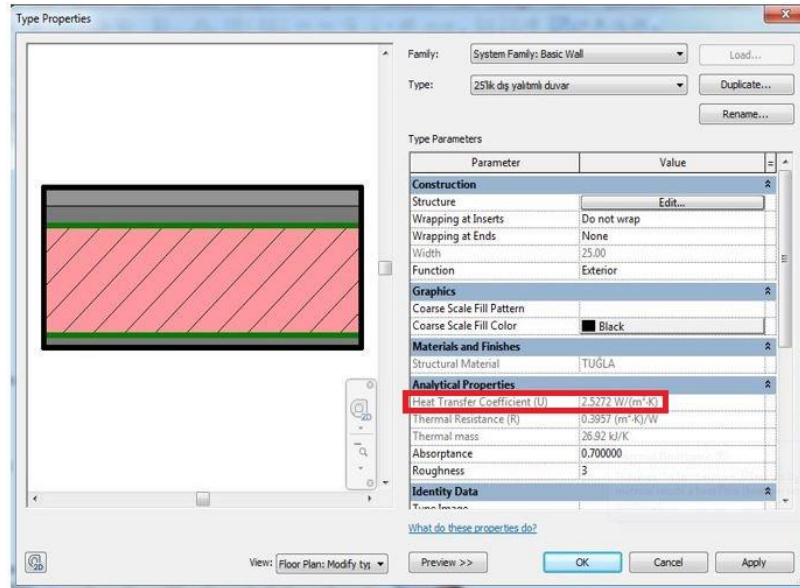 Type Properties
Family: System Family: Basic Wall Load...
Type: 25'lik dış yalıtımlı duvar Duplicate...
Rename...
Type Parameters
Parameter Value =
Construction
Structure Edit...
Wrapping at Inserts Do not wrap
Wrapping at Ends None
Width 25.00
Function Exterior
Graphics
Coarse Scale Fill Pattern
Coarse Scale Fill Color Black
Materials and Finishes
Structural Material TUĞLA
Analytical Properties
Heat Transfer Coefficient (U) 2.5272 W/(m²·K)
Thermal Resistance (R) 0.3957 (m²·K)/W
Thermal mass 26.92 kJ/K
Absorptance 0.700000
Roughness 3
Identity Data
Type Image
What do these properties do?
2D
View: Floor Plan: Modify ty Preview >> OK Cancel Apply